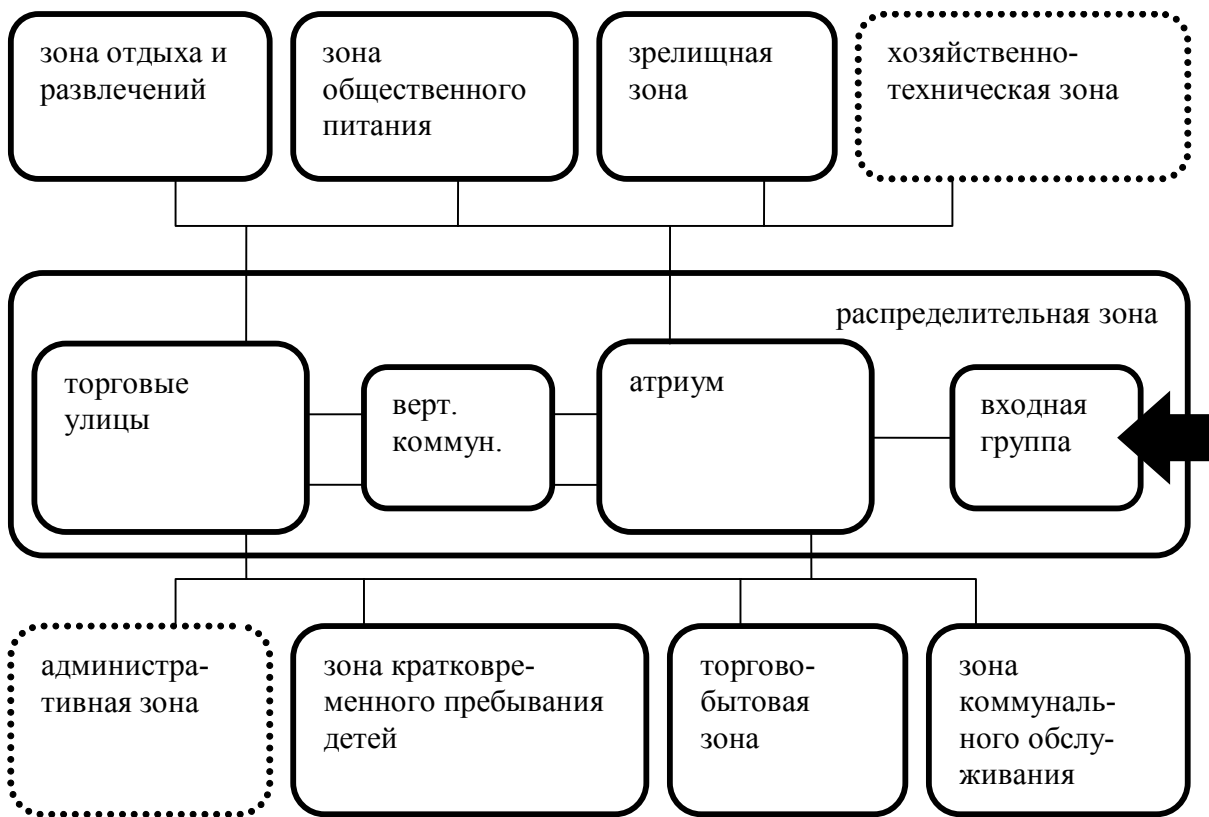 зона отдыха и
развлечений
зона
общественного
питания
зрелищная
зона
хозяйственно-
техническая зона
распределительная зона
торговые
улицы
верт.
коммун.
атриум
входная
группа
администра-
тивная зона
зона кратковре-
менного пребывания
детей
торгово-
бытовая
зона
зона
коммуналь-
ного обслу-
живания